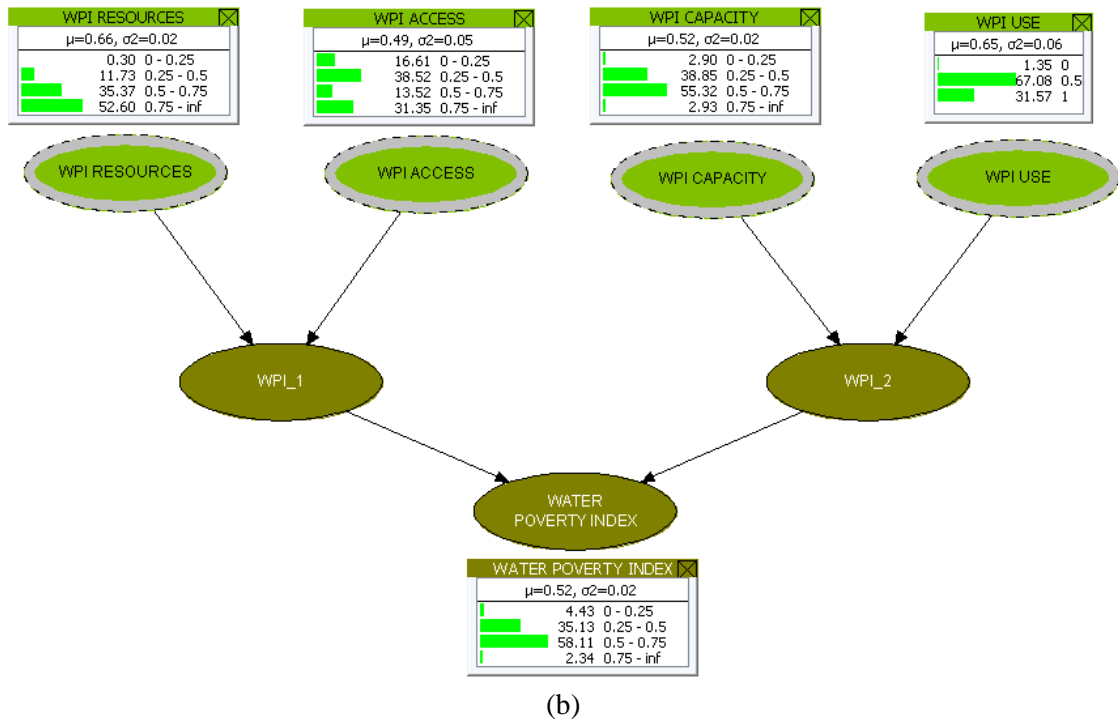 WPI RESOURCES
μ=0.66, σ2=0.02
0.30 0 - 0.25
11.73 0.25 - 0.5
35.37 0.5 - 0.75
52.60 0.75 - inf
WPI ACCESS
μ=0.49, σ2=0.05
16.61 0 - 0.25
38.52 0.25 - 0.5
13.52 0.5 - 0.75
31.35 0.75 - inf
WPI CAPACITY
μ=0.52, σ2=0.02
2.90 0 - 0.25
38.85 0.25 - 0.5
55.32 0.5 - 0.75
2.93 0.75 - inf
WPI USE
μ=0.65, σ2=0.06
1.35 0
67.08 0.5
31.57 1
WPI RESOURCES
WPI ACCESS
WPI CAPACITY
WPI USE
WPI_1
WPI_2
WATER
POVERTY INDEX
WATER POVERTY INDEX
μ=0.52, σ2=0.02
4.43 0 - 0.25
35.13 0.25 - 0.5
58.11 0.5 - 0.75
2.34 0.75 - inf
(b)